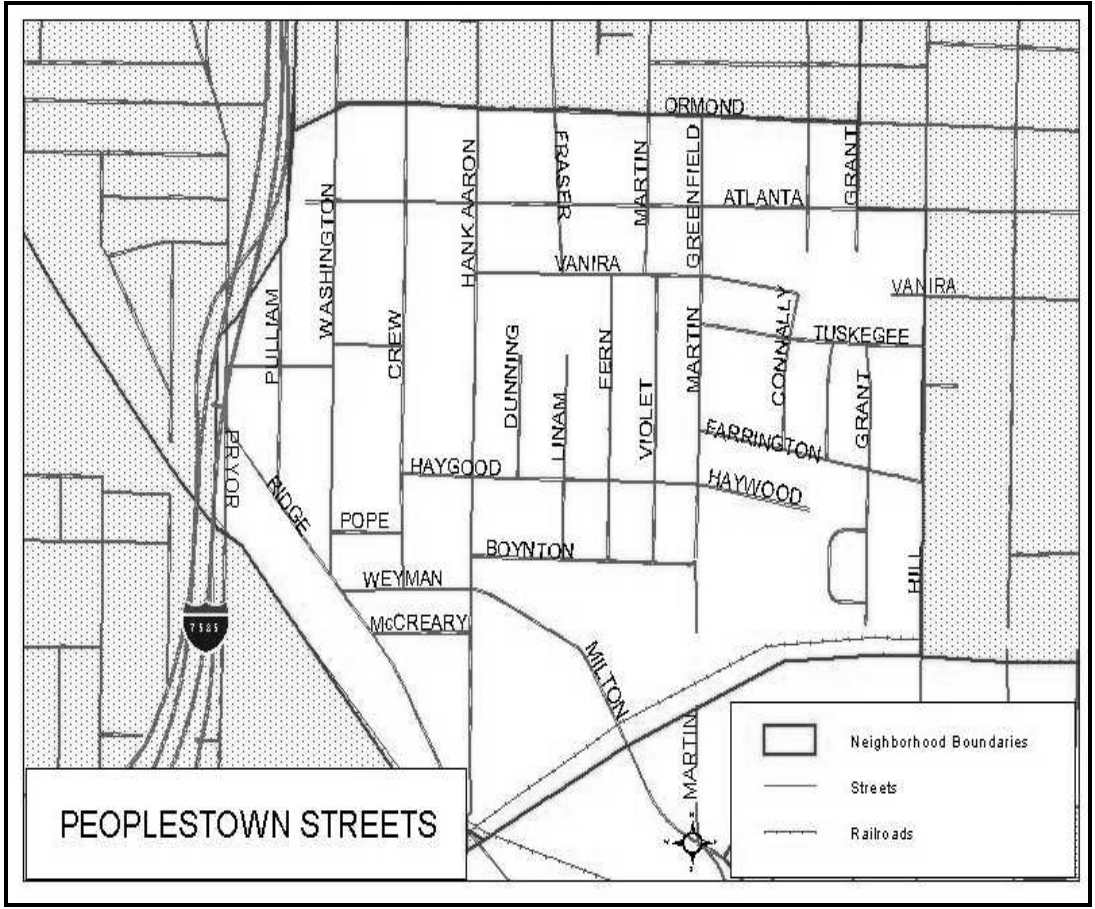 ORMOND
FRASER
MARTIN
GREENFIELD
GRANT
HANK AARON
WASHINGTON
ATLANTA
VANIRA
VANIRA
PULLIAM
CREW
DUNNING
LINAM
FERN
VIOLET
MARTIN
CONNALLY
TUSKEGEE
GRANT
FARRINGTON
PRYOR
RIDGE
HAYGOOD
HAYWOOD
POPE
BOYNTON
HILL
WEYMAN
McCREARY
7585
MILTON
MARTIN
PEOPLESTOWN STREETS
Neighborhood Boundaries
Streets
Railroads